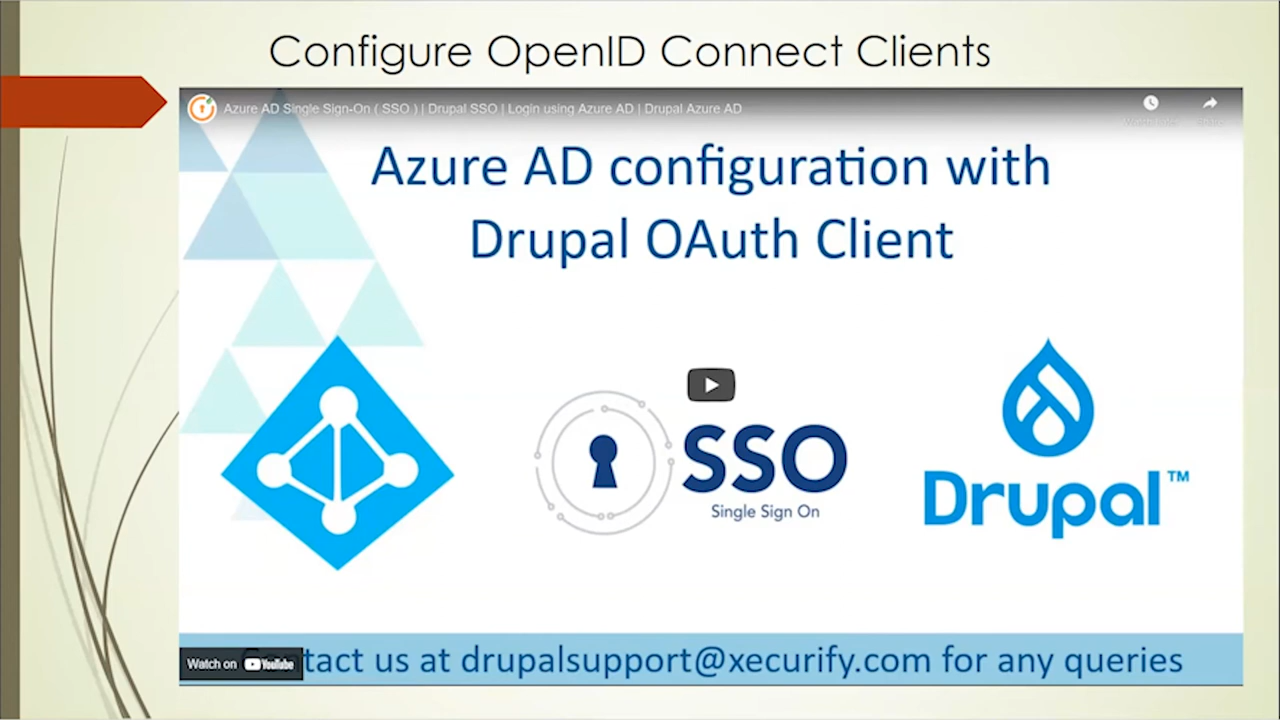 Configure OpenID Connect Clients
Azure AD Single Sign-On ( SSO ) | Drupal SSO | Login using Azure AD | Drupal Azure AD
Azure AD configuration with
Drupal OAuth Client
SSO
Single Sign On
Drupal™
Watch on YouTube
tact us at drupalsupport@xecurify.com for any queries